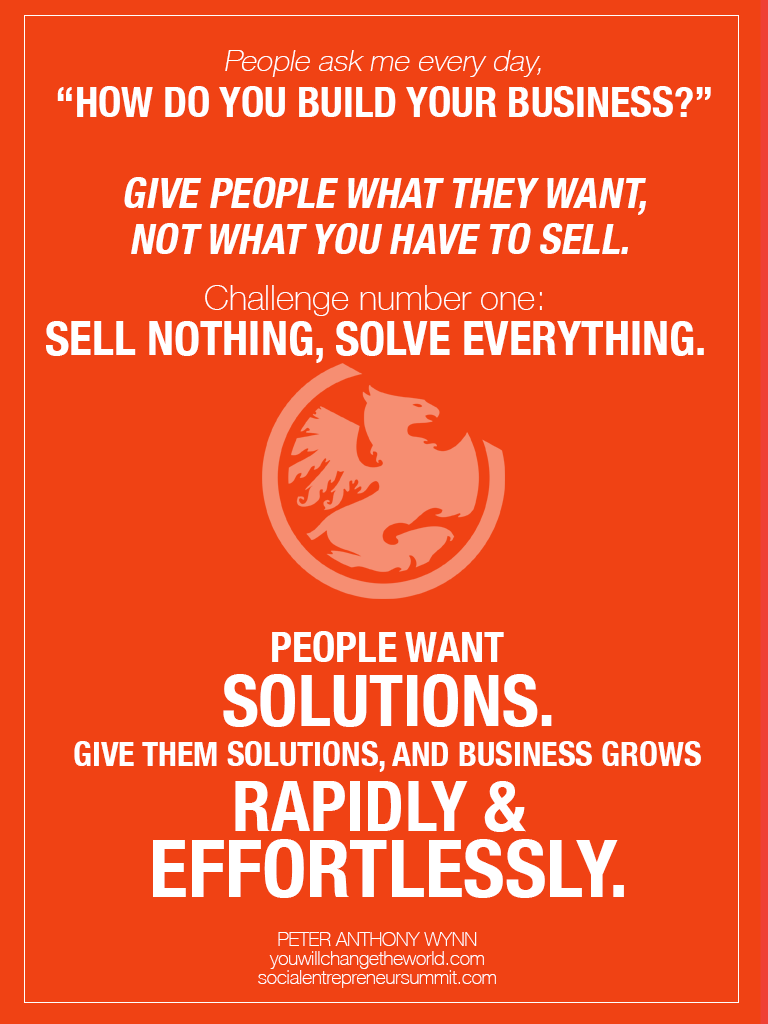 People ask me every day,
“HOW DO YOU BUILD YOUR BUSINESS?”
GIVE PEOPLE WHAT THEY WANT,
NOT WHAT YOU HAVE TO SELL.
Challenge number one:
SELL NOTHING, SOLVE EVERYTHING.
PEOPLE WANT
SOLUTIONS.
GIVE THEM SOLUTIONS, AND BUSINESS GROWS
RAPIDLY &
EFFORTLESSLY.
PETER ANTHONY WYNN
youwillchangetheworld.com
socialentrepreneursummit.com